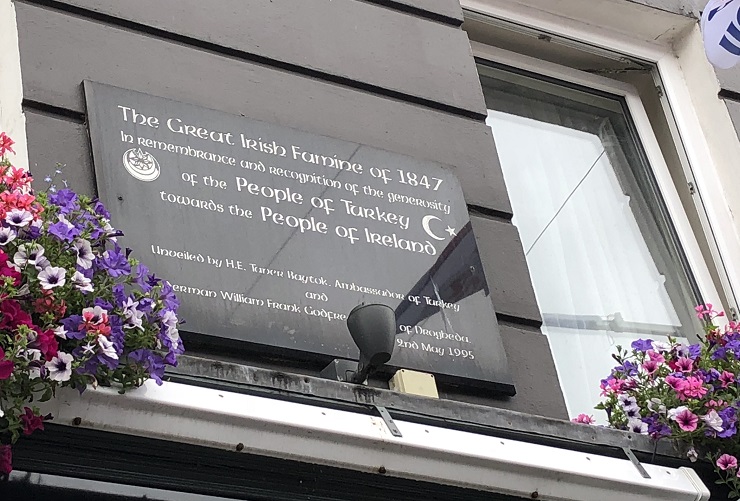 The Great Irish Famine of 1847
In remembrance and recognition of the generosity
of the People of Turkey
towards the People of Ireland
Unveiled by H.E. Taner Baytok, Ambassador of Turkey
and
William Frank Godfre
of Drogheda
2nd May 1995